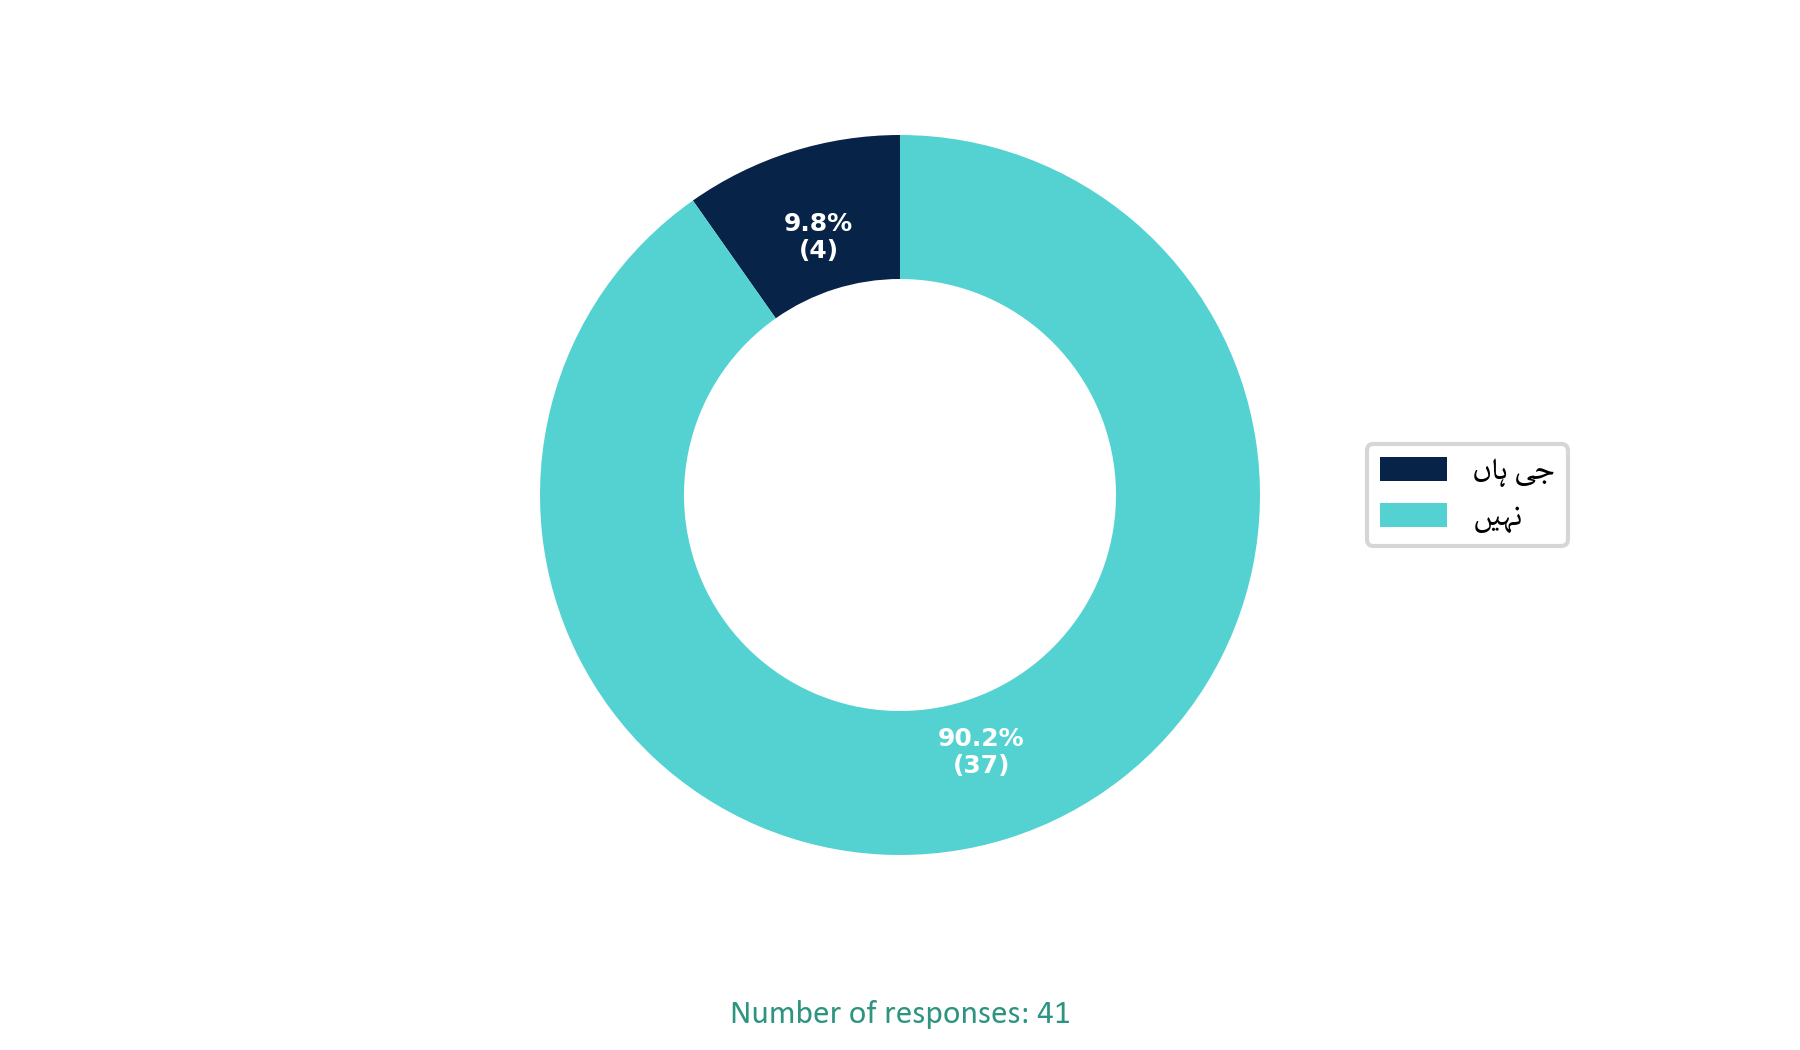 9.8%
(4)
جی ہاں
نہیں
90.2%
(37)
Number of responses: 41